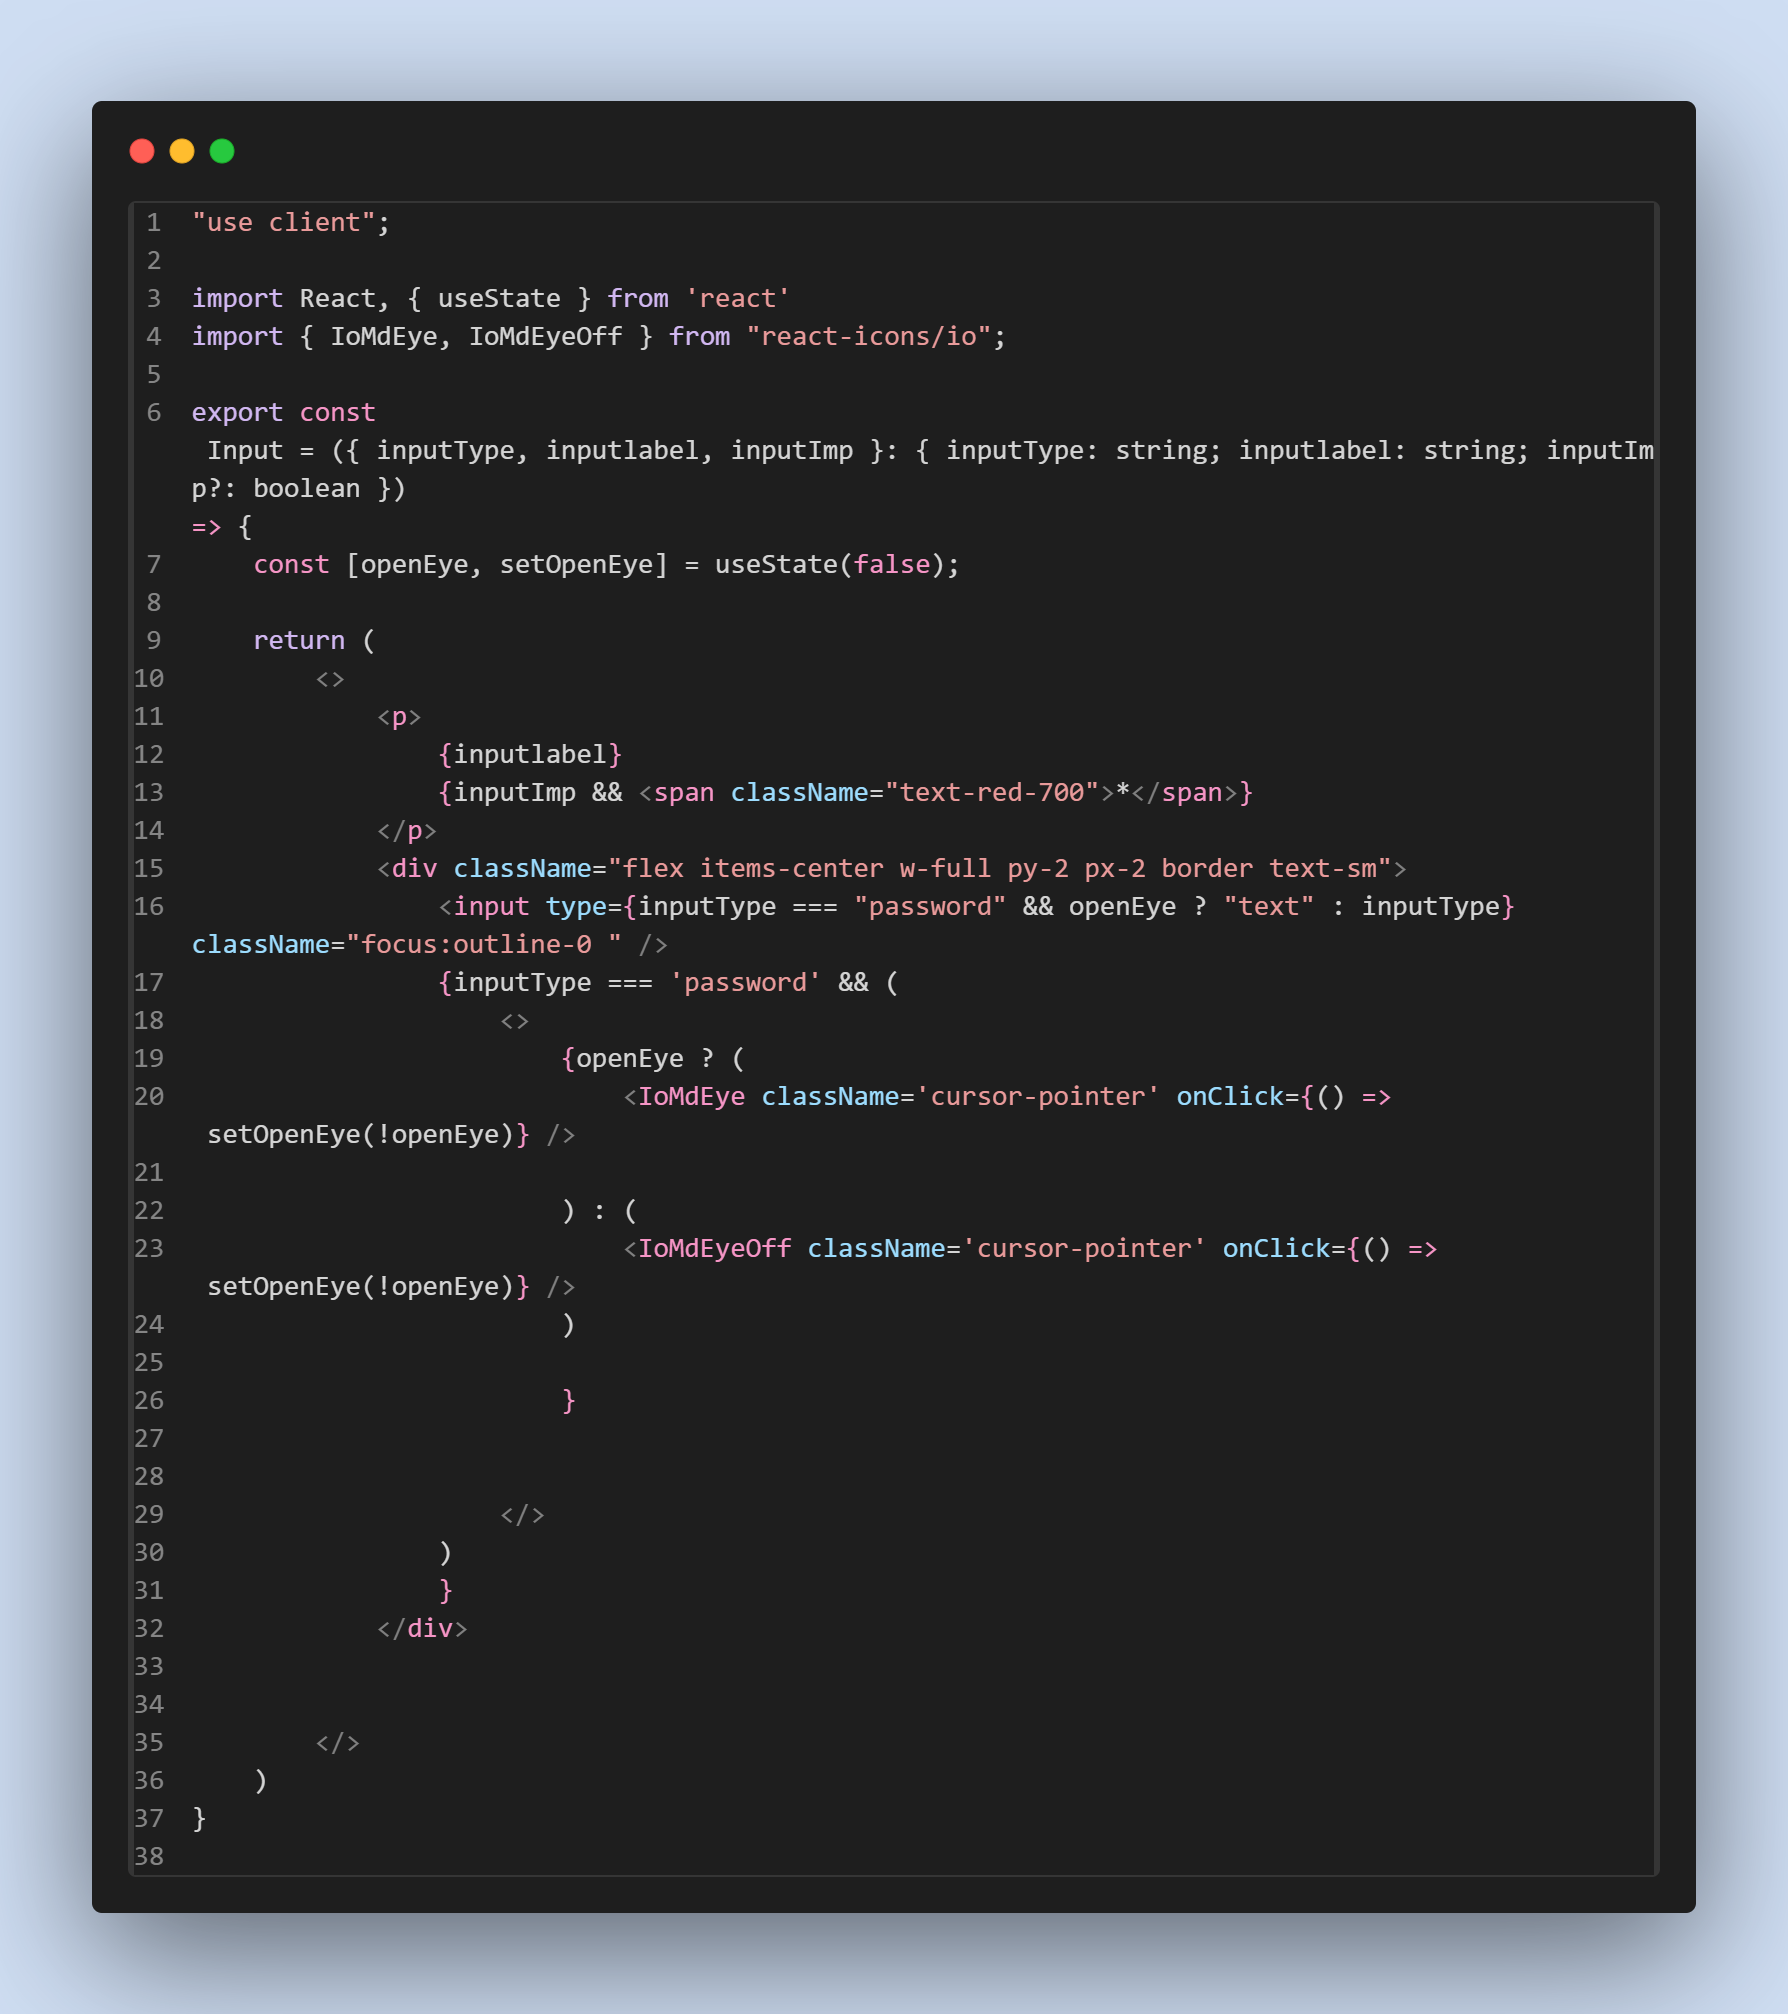 1 "use client";
2
3 import React, { useState } from 'react'
4 import { IoMdEye, IoMdEyeOff } from "react-icons/io";
5
6 export const
 Input = ({ inputType, inputlabel, inputImp }: { inputType: string; inputlabel: string; inputIm
p?: boolean })
=> {
7     const [openEye, setOpenEye] = useState(false);
8
9     return (
10         <>
11             <p>
12                 {inputlabel}
13                 {inputImp && <span className="text-red-700">*</span>}
14             </p>
15             <div className="flex items-center w-full py-2 px-2 border text-sm">
16                 <input type={inputType === "password" && openEye ? "text" : inputType}
className="focus:outline-0 " />
17                 {inputType === 'password' && (
18                     <>
19                         {openEye ? (
20                             <IoMdEye className='cursor-pointer' onClick={() =>
 setOpenEye(!openEye)} />
21
22                         ) : (
23                             <IoMdEyeOff className='cursor-pointer' onClick={() =>
 setOpenEye(!openEye)} />
24                         )
25
26                         }
27
28
29                     </>
30                 )
31                 }
32             </div>
33
34
35         </>
36     )
37 }
38